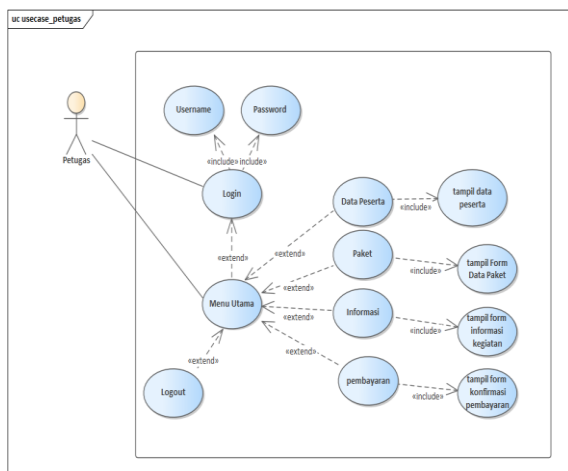 uc usecase_petugas
Username
Password
Petugas
«include»
include»
Login
Data Peserta
«include»
tampil data
peserta
«extend»
«extend»
Paket
«include»
tampil Form
Data Paket
«extend»
Menu Utama
Informasi
«extend»
«include»
tampil form
informasi
kegiatan
«extend»
«extend»
Logout
pembayaran
«include»
tampil form
konfirmasi
pembayaran